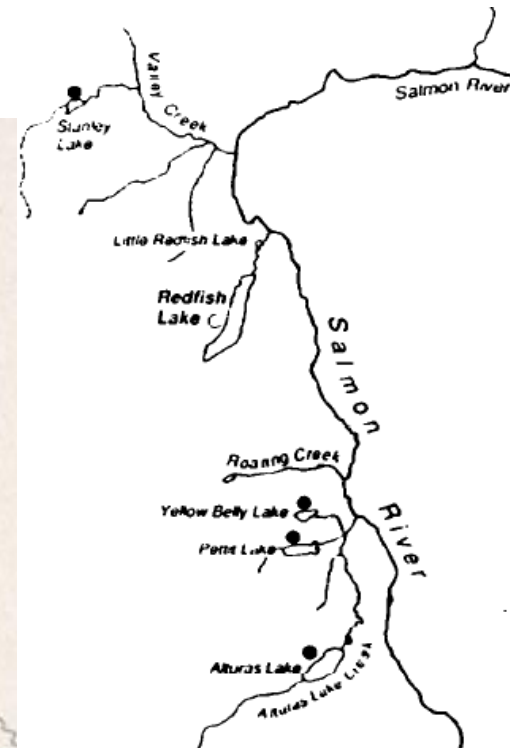 Salmon River
Valley
Creek
Stanley
Lake
Little Redfish Lake
Redfish
Lake
Salmon
River
Roaring Creek
Yellow Belly Lake
Pettit Lake
Alturas Lake
Alturas Lake Creek